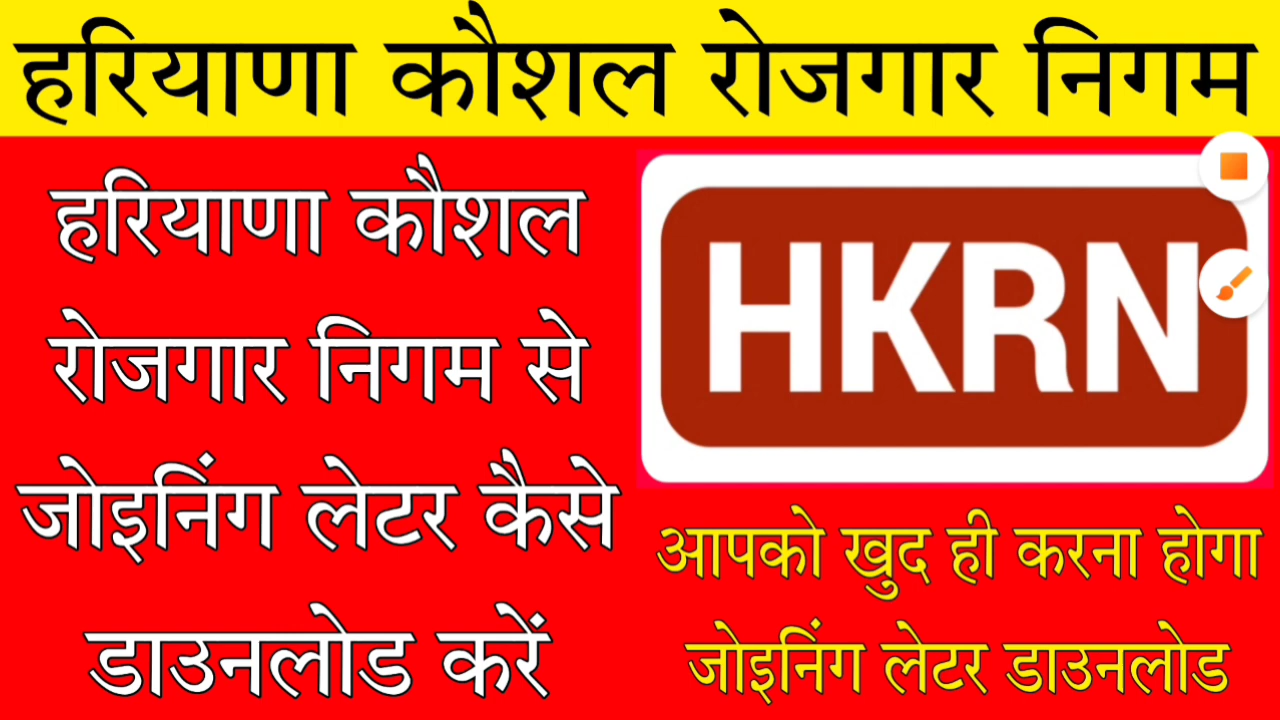 हरियाणा कौशल रोजगार निगम
हरियाणा कौशल
रोजगार निगम से
जोइनिंग लेटर कैसे
डाउनलोड करें
HKRN
आपको खुद ही करना होगा
जोइनिंग लेटर डाउनलोड